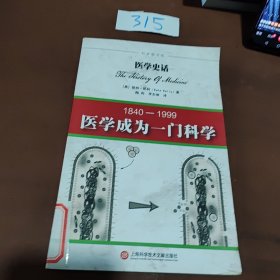 315
医学史话
The History Of Medicine
1840—1999
医学成为一门科学
上海科学技术文献出版社